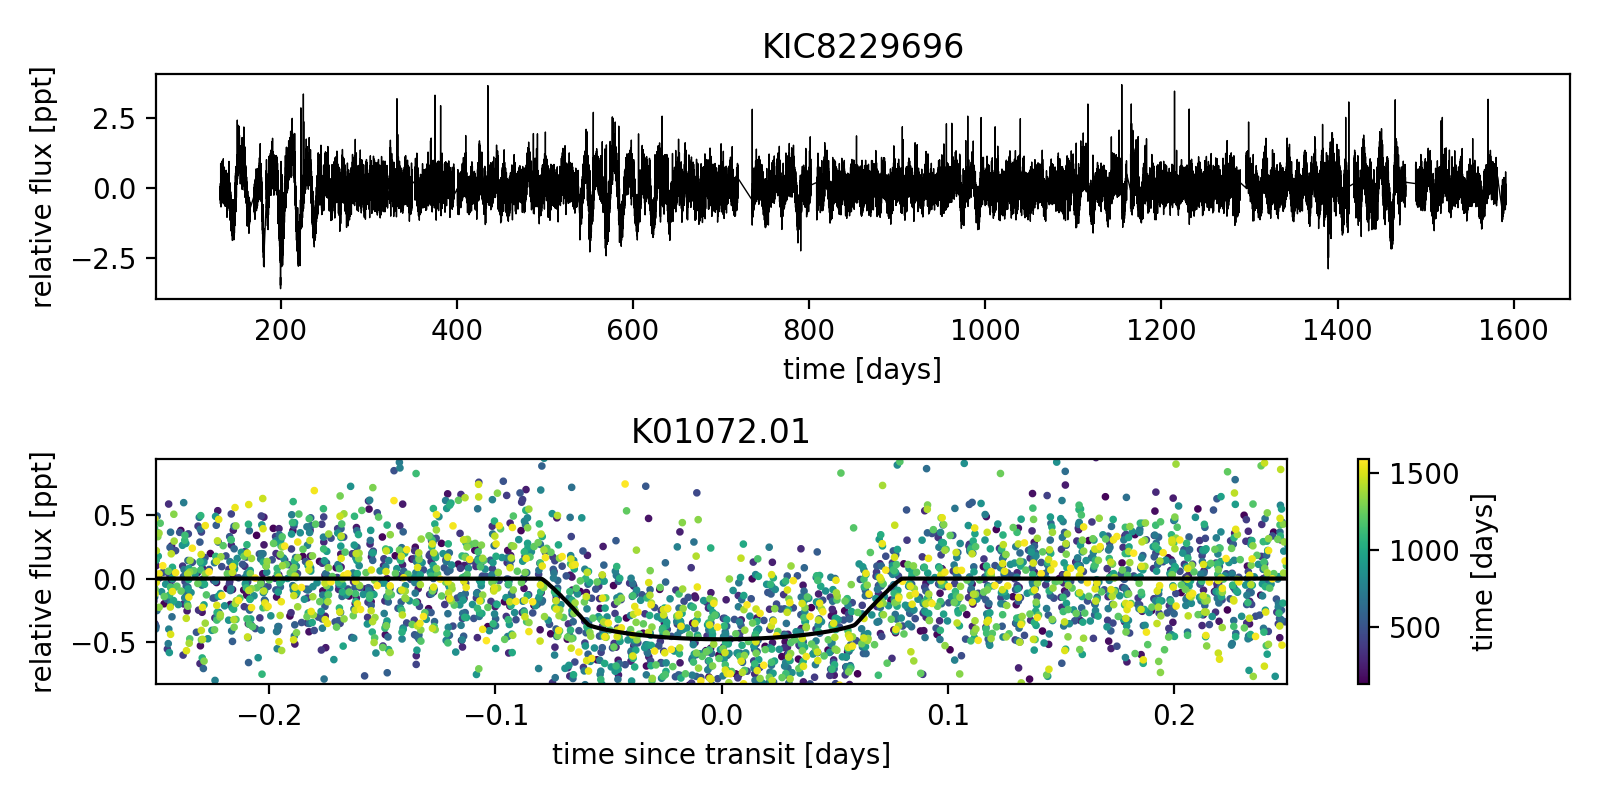 KIC8229696
relative flux [ppt]
2.5
0.0
−2.5
200 400 600 800 1000 1200 1400 1600
time [days]
K01072.01
relative flux [ppt]
0.5
0.0
−0.5
−0.2 −0.1 0.0 0.1 0.2
time since transit [days]
1500
1000
500
time [days]